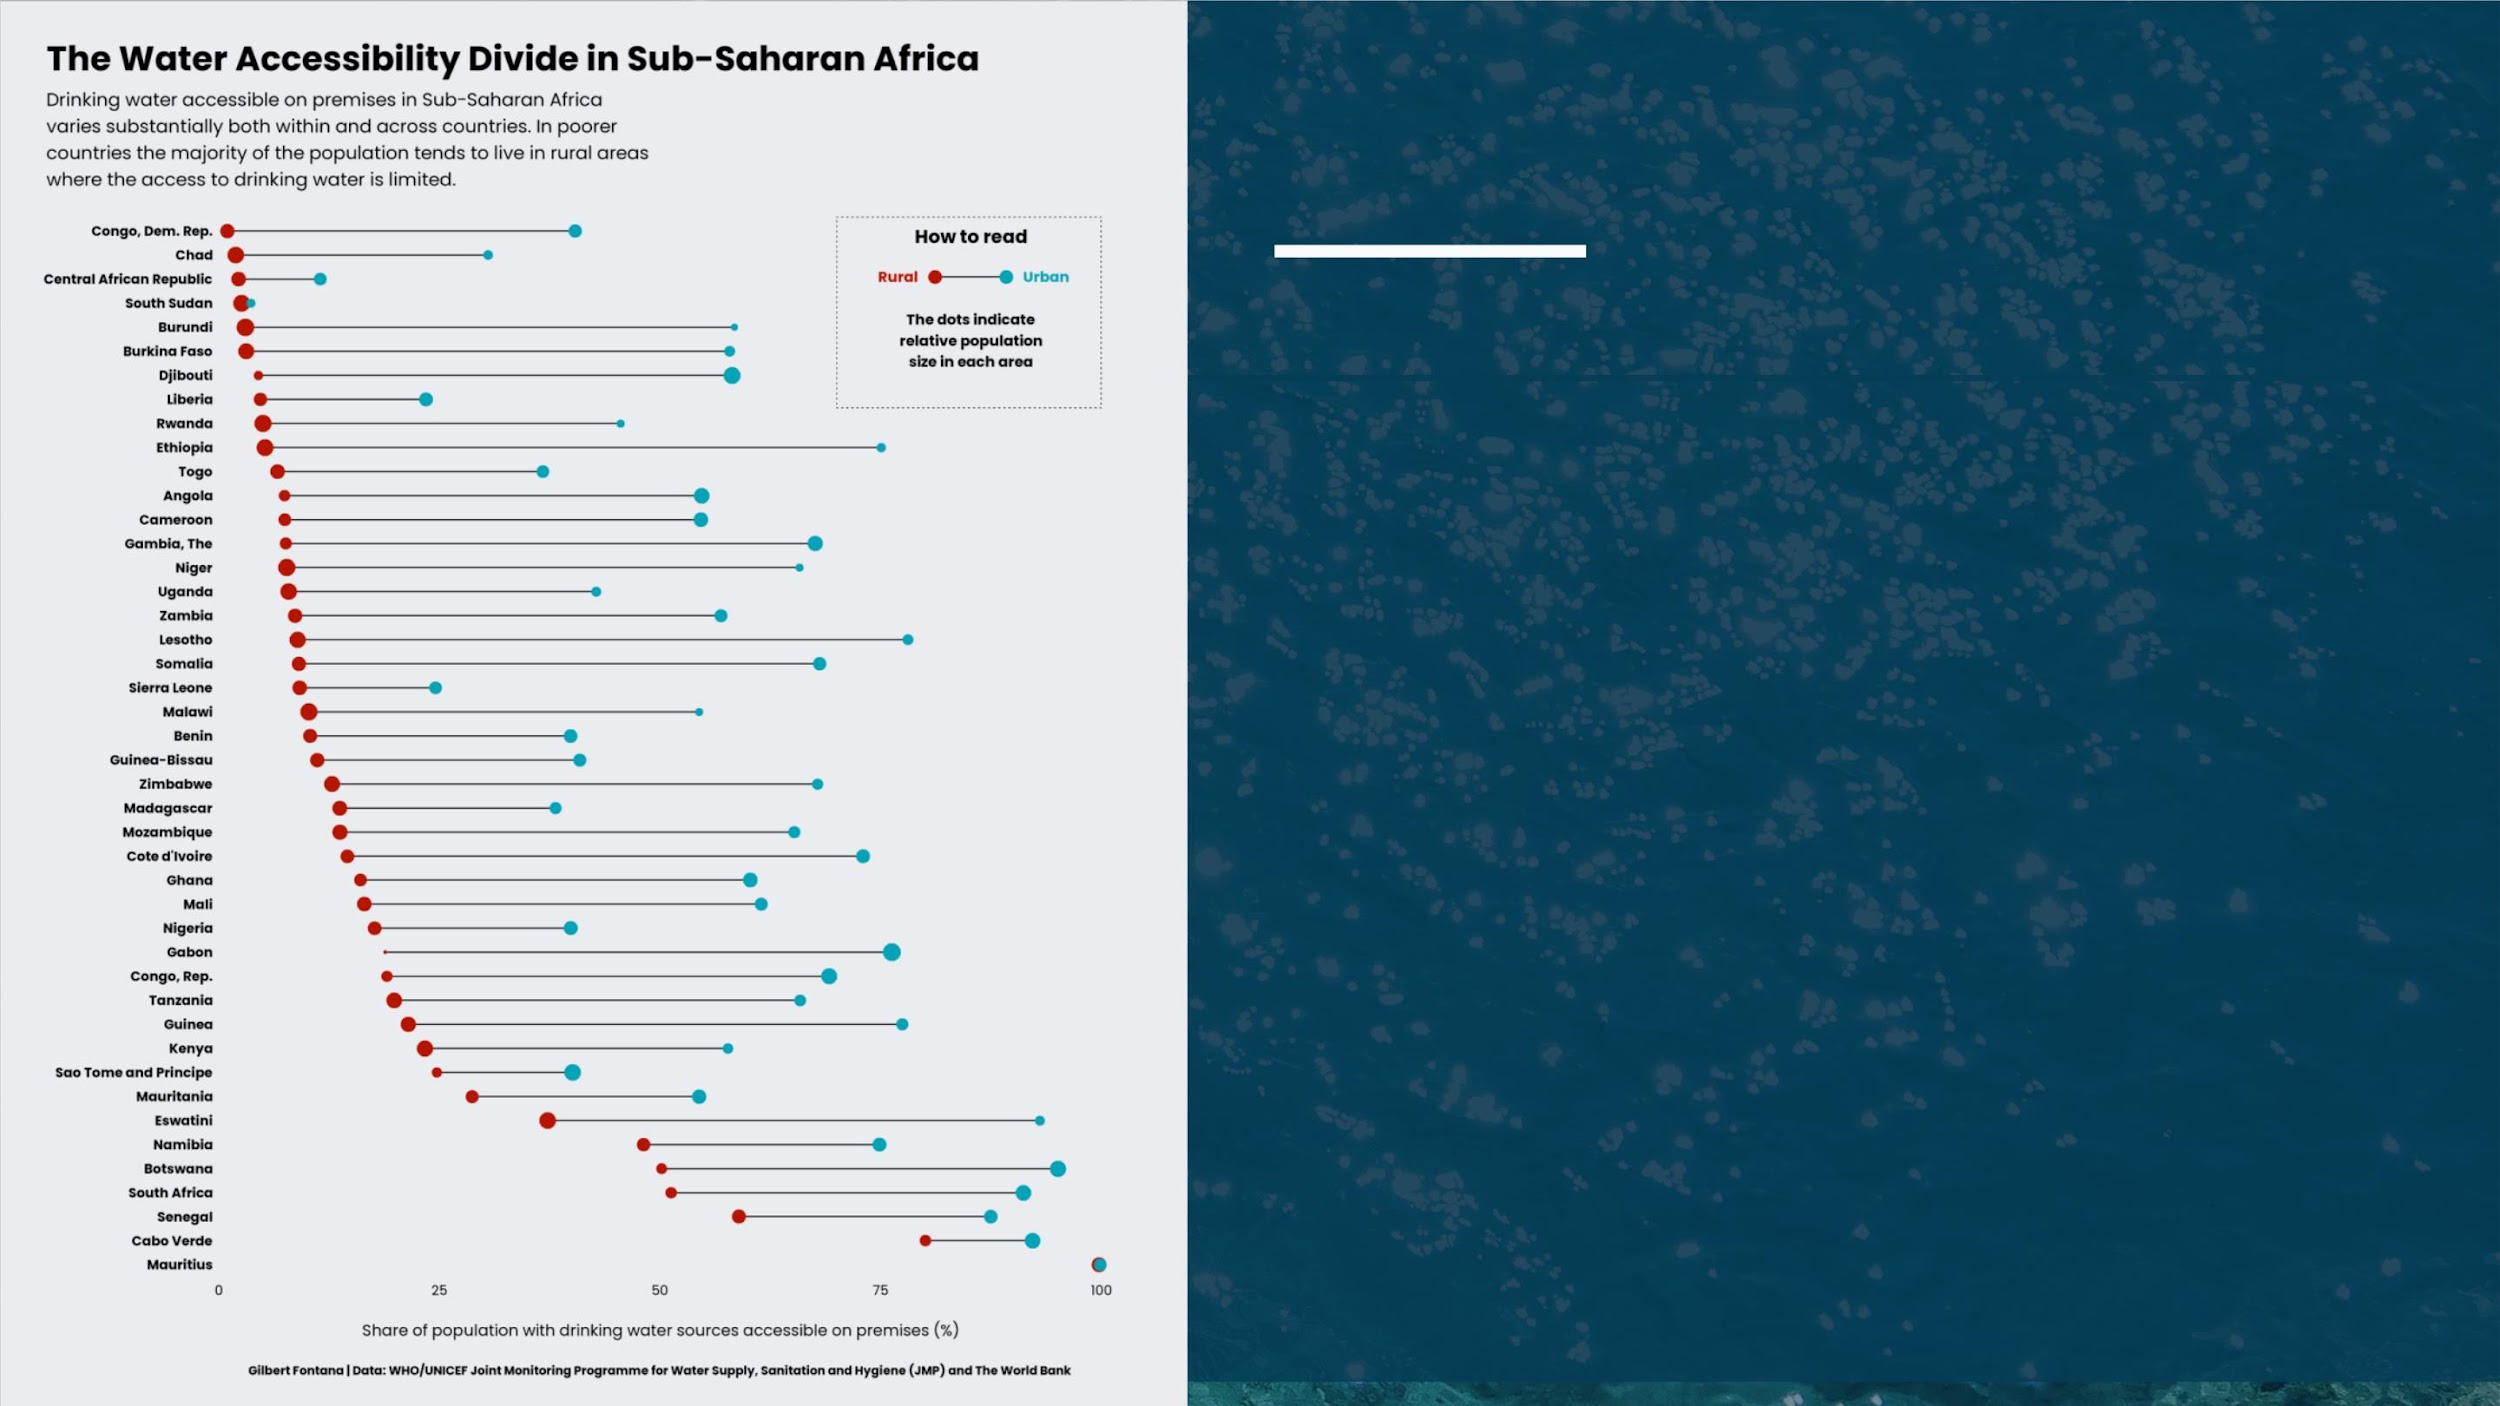 The Water Accessibility Divide in Sub-Saharan Africa
Drinking water accessible on premises in Sub-Saharan Africa
varies substantially both within and across countries. In poorer
countries the majority of the population tends to live in rural areas
where the access to drinking water is limited.
How to read
Rural Urban
The dots indicate
relative population
size in each area
Congo, Dem. Rep.
Chad
Central African Republic
South Sudan
Burundi
Burkina Faso
Djibouti
Liberia
Rwanda
Ethiopia
Togo
Angola
Cameroon
Gambia, The
Niger
Uganda
Zambia
Lesotho
Somalia
Sierra Leone
Malawi
Benin
Guinea-Bissau
Zimbabwe
Madagascar
Mozambique
Cote d'Ivoire
Ghana
Mali
Nigeria
Gabon
Congo, Rep.
Tanzania
Guinea
Kenya
Sao Tome and Principe
Mauritania
Eswatini
Namibia
Botswana
South Africa
Senegal
Cabo Verde
Mauritius
0 25 50 75 100
Share of population with drinking water sources accessible on premises (%)
Gilbert Fontana | Data: WHO/UNICEF Joint Monitoring Programme for Water Supply, Sanitation and Hygiene (JMP) and The World Bank